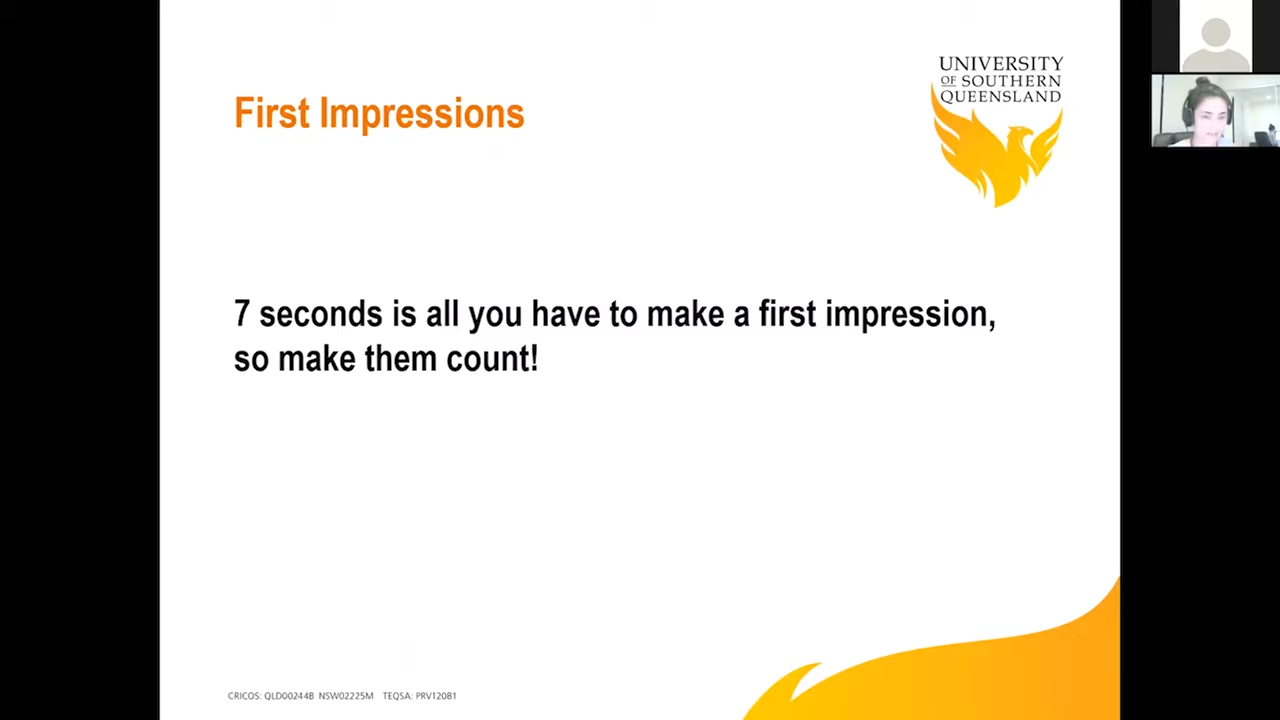 UNIVERSITY
OF SOUTHERN
QUEENSLAND
First Impressions
7 seconds is all you have to make a first impression,
so make them count!
CRICOS: QLD00244B NSW02225M TEQSA: PRV12081